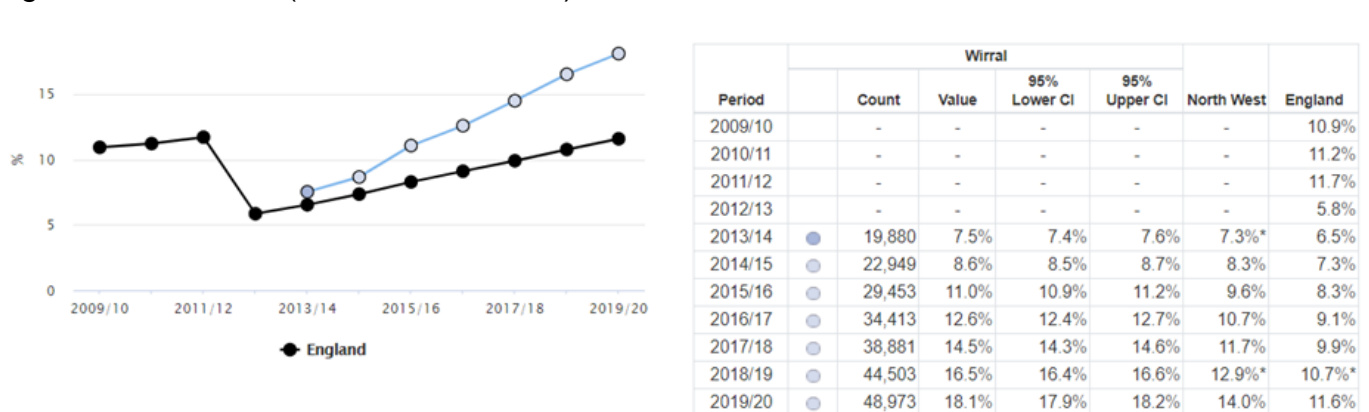 15
10
%
5
0
2009/10 2011/12 2013/14 2015/16 2017/18 2019/20
England
Wirral
Period Count Value 95% Lower CI 95% Upper CI North West England
2009/10 - - - - - 10.9%
2010/11 - - - - - 11.2%
2011/12 - - - - - 11.7%
2012/13 - - - - - 5.8%
2013/14 19,880 7.5% 7.4% 7.6% 7.3%* 6.5%
2014/15 22,949 8.6% 8.5% 8.7% 8.3% 7.3%
2015/16 29,453 11.0% 10.9% 11.2% 9.6% 8.3%
2016/17 34,413 12.6% 12.4% 12.7% 10.7% 9.1%
2017/18 38,881 14.5% 14.3% 14.6% 11.7% 9.9%
2018/19 44,503 16.5% 16.4% 16.6% 12.9%* 10.7%*
2019/20 48,973 18.1% 17.9% 18.2% 14.0% 11.6%